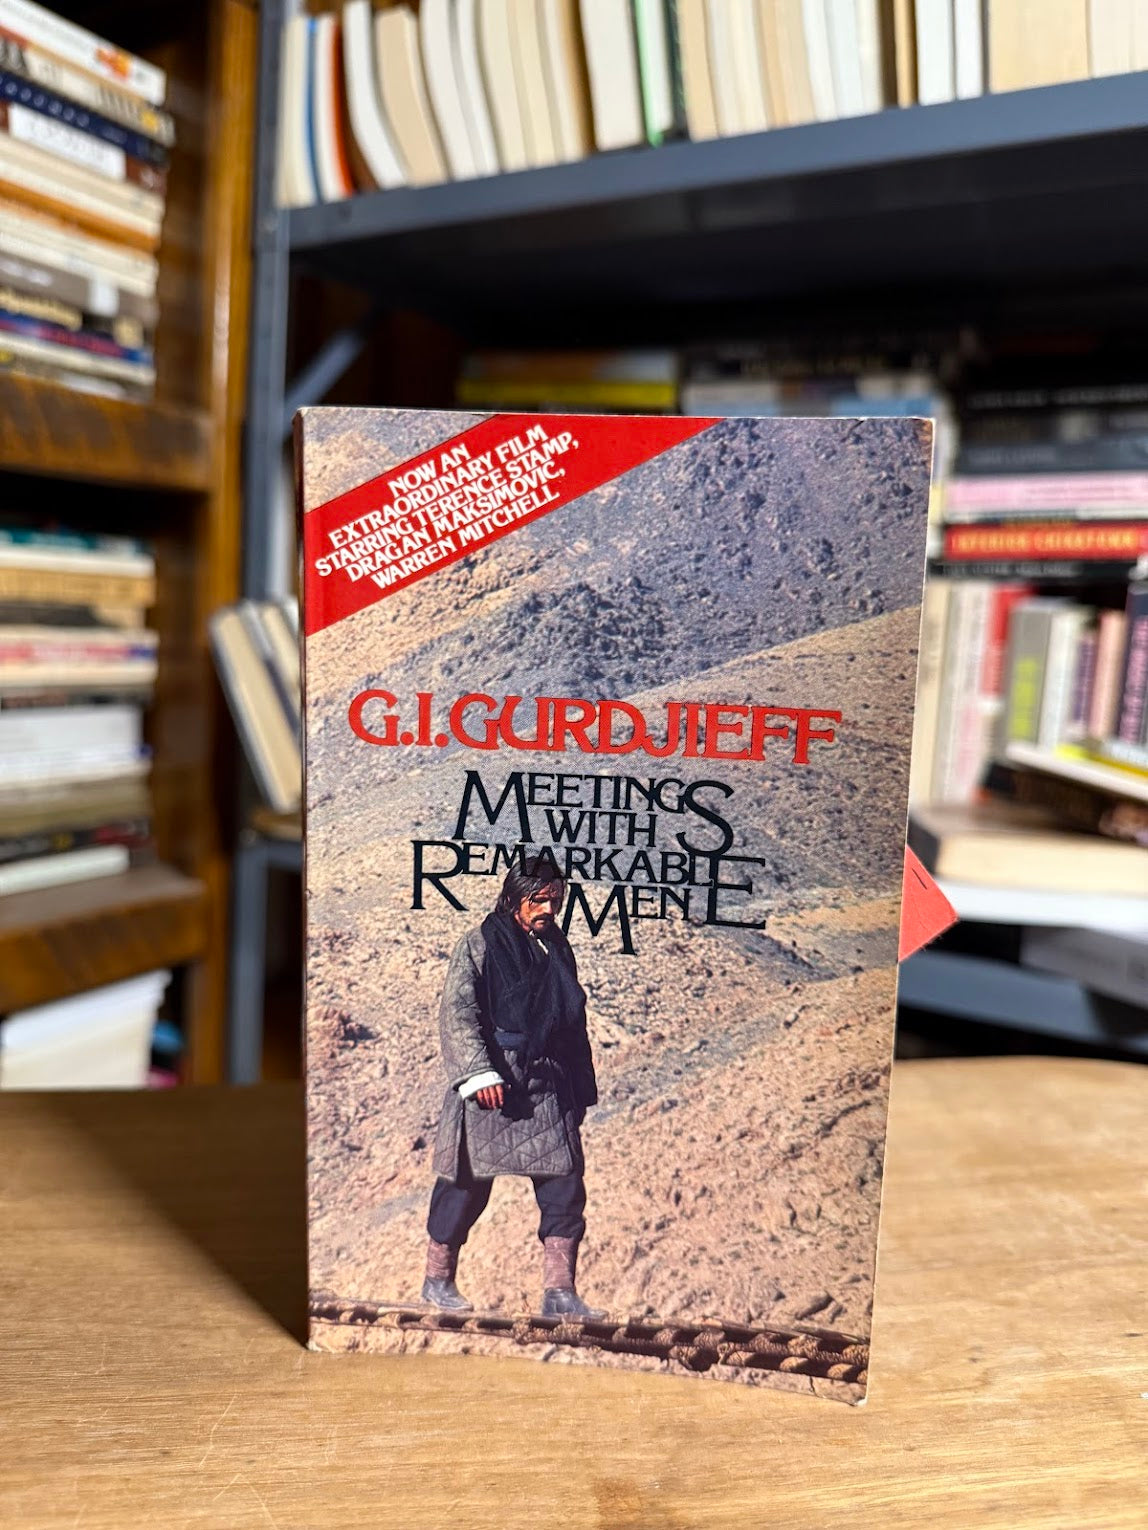 NOW AN
EXTRAORDINARY FILM
STARRING TERENCE STAMP,
DRAGAN MAKSIMOVIC,
WARREN MITCHELL
G.I. GURDJIEFF
MEETINGS
WITH
REMARKABLE
MEN